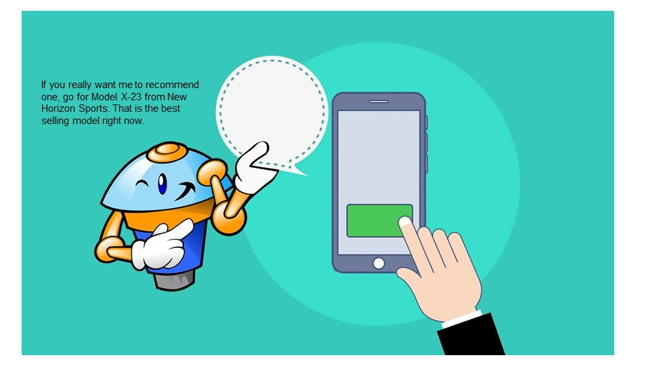 If you really want me to recommend
one, go for Model X-23 from New
Horizon Sports. That is the best
selling model right now.